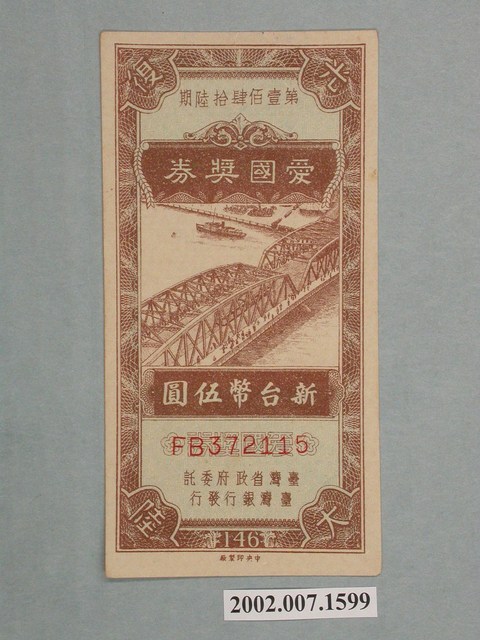 光復
第壹佰肆拾陸期
愛國獎券
新台幣伍圓
FB372115
臺灣省政府委託
臺灣銀行發行
大陸
146
中央印製廠
2002.007.1599